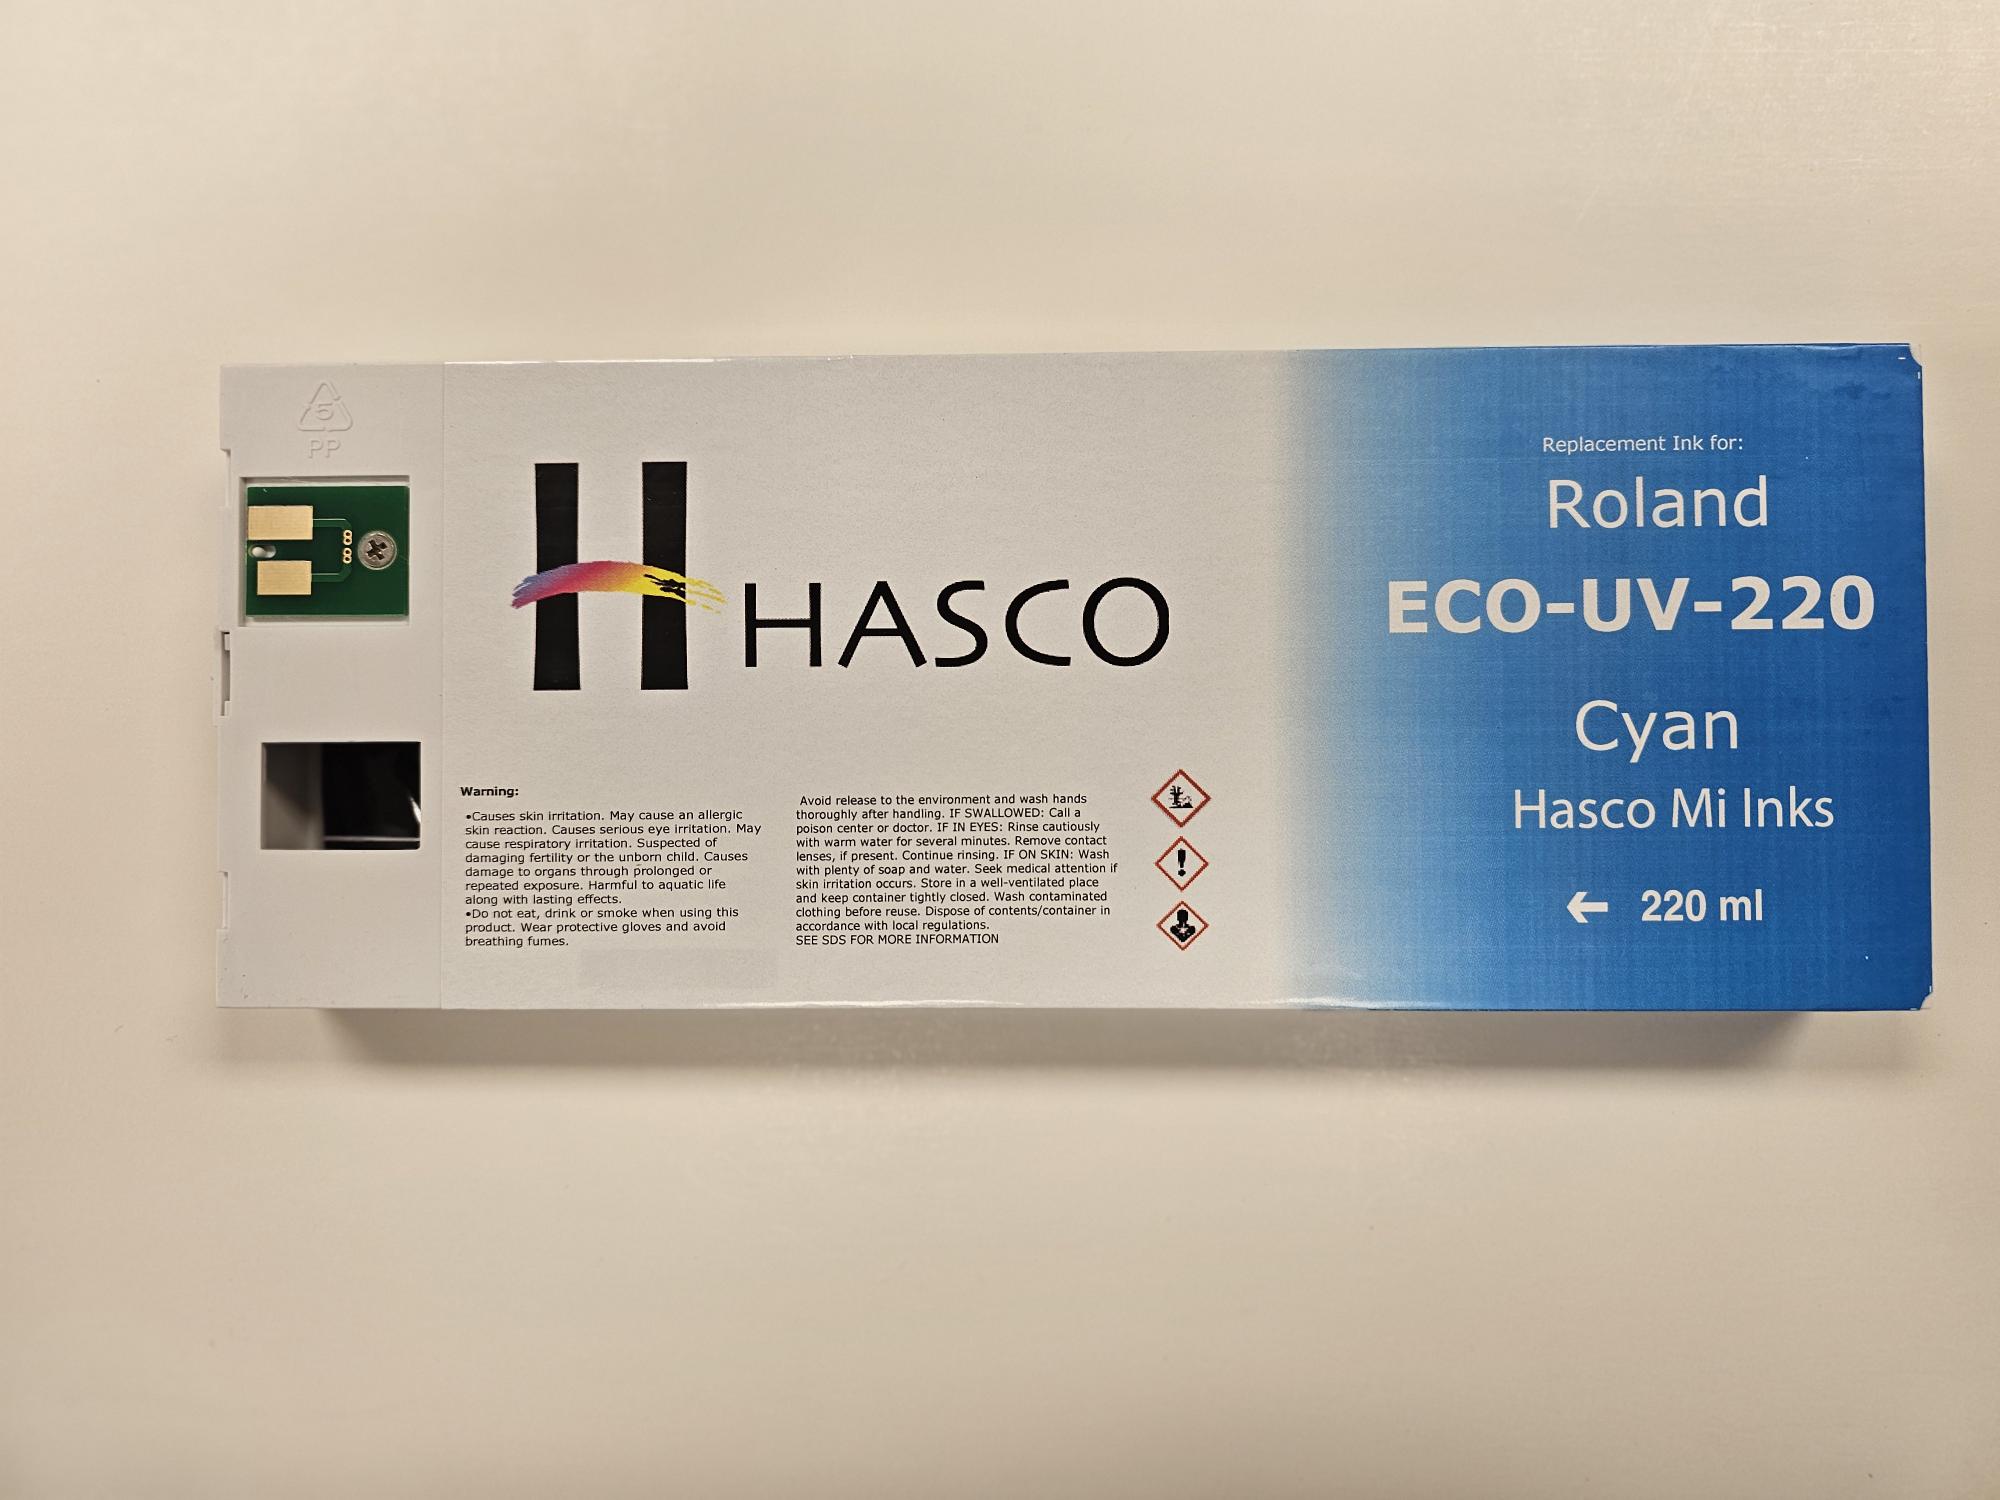 5
PP
H HASCO
Warning:
•Causes skin irritation. May cause an allergic
skin reaction. Causes serious eye irritation. May
cause respiratory irritation. Suspected of
damaging fertility or the unborn child. Causes
damage to organs through prolonged or
repeated exposure. Harmful to aquatic life
along with lasting effects.
•Do not eat, drink or smoke when using this
product. Wear protective gloves and avoid
breathing fumes.
Avoid release to the environment and wash hands
thoroughly after handling. IF SWALLOWED: Call a
poison center or doctor. IF IN EYES: Rinse cautiously
with warm water for several minutes. Remove contact
lenses, if present. Continue rinsing. IF ON SKIN: Wash
with plenty of soap and water. Seek medical attention if
skin irritation occurs. Store in a well-ventilated place
and keep container tightly closed. Wash contaminated
clothing before reuse. Dispose of contents/container in
accordance with local regulations.
SEE SDS FOR MORE INFORMATION
Replacement Ink for:
Roland
ECO-UV-220
Cyan
Hasco Mi Inks
← 220 ml